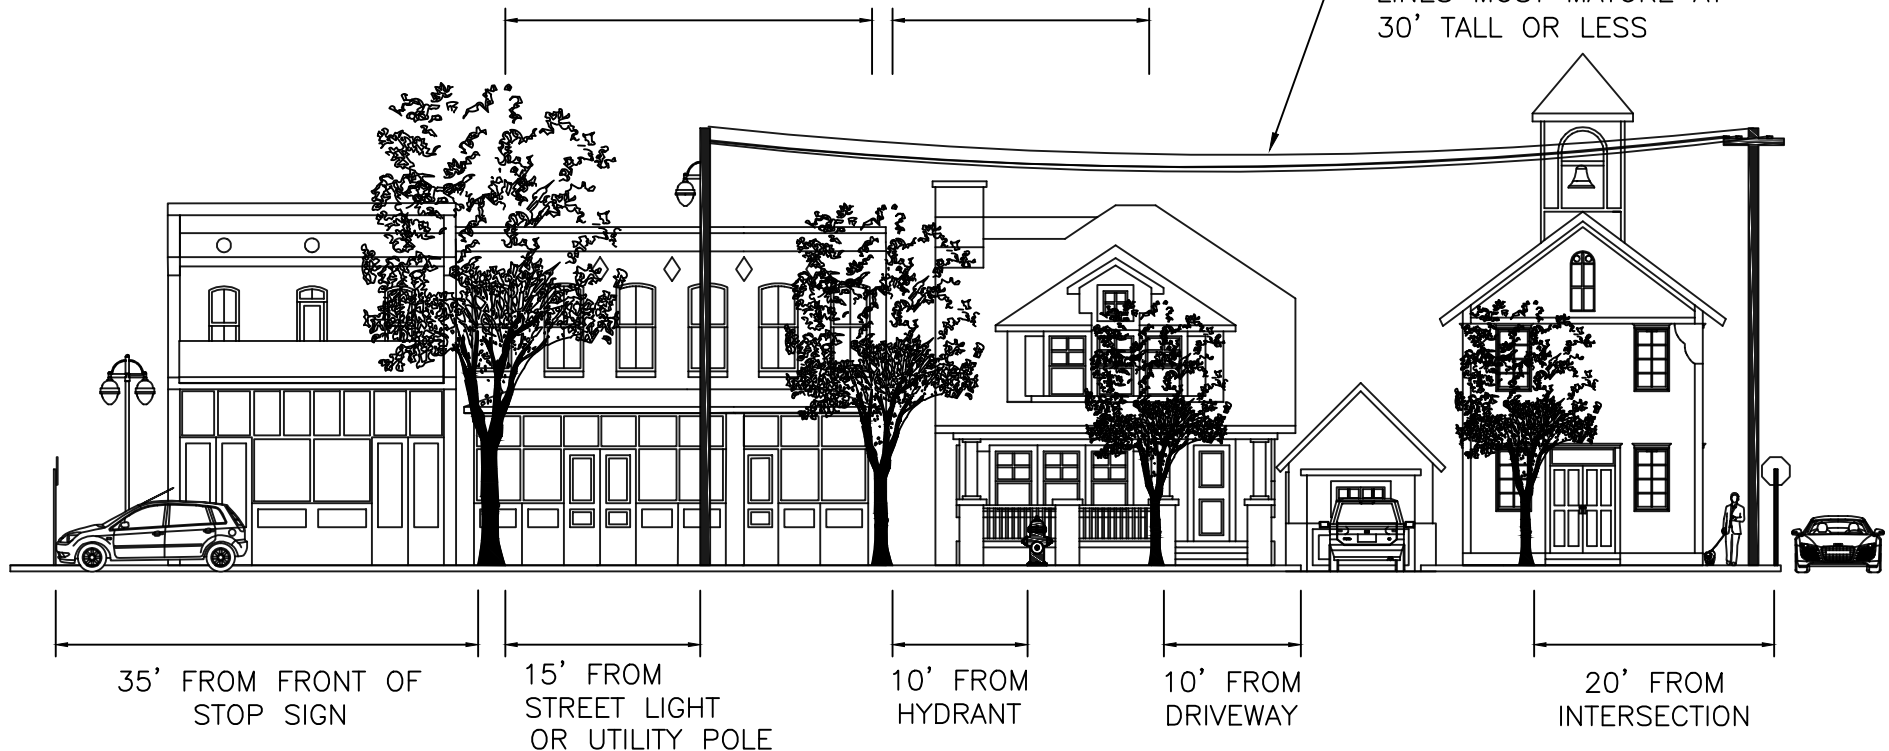 30' TALL OR LESS
35' FROM FRONT OF
STOP SIGN
15' FROM
STREET LIGHT
OR UTILITY POLE
10' FROM
HYDRANT
10' FROM
DRIVEWAY
20' FROM
INTERSECTION